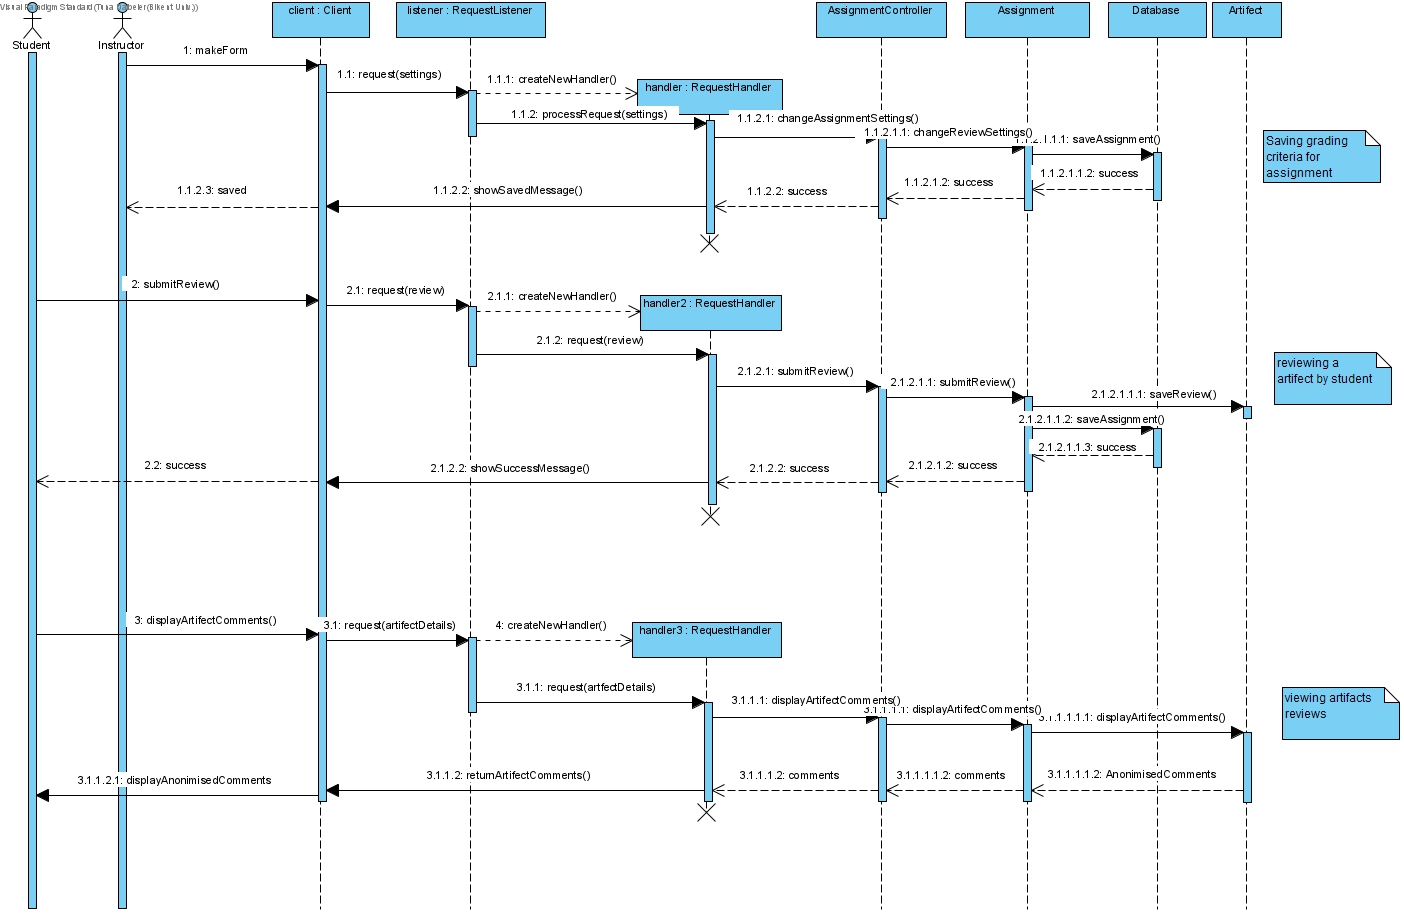 Visual Paradigm Standard (Tuna Dalbeler (Bilkent Univ.))
Student
Instructor
client : Client
listener : RequestListener
AssignmentController
Assignment
Database
Artifect
1: makeForm
1.1: request(settings)
1.1.1: createNewHandler()
handler : RequestHandler
1.1.2: processRequest(settings)
1.1.2.1: changeAssignmentSettings()
1.1.2.1.1: changeReviewSettings()
1.1.2.1.1.1: saveAssignment()
Saving grading
criteria for
assignment
1.1.2.1.1.2: success
1.1.2.1.2: success
1.1.2.2: success
1.1.2.2: showSavedMessage()
1.1.2.3: saved
2: submitReview()
2.1: request(review)
2.1.1: createNewHandler()
handler2 : RequestHandler
2.1.2: request(review)
reviewing a
artifect by student
2.1.2.1: submitReview()
2.1.2.1.1: submitReview()
2.1.2.1.1.1: saveReview()
2.1.2.1.1.2: saveAssignment()
2.1.2.1.1.3: success
2.1.2.1.2: success
2.1.2.2: success
2.1.2.2: showSuccessMessage()
2.2: success
3: displayArtifectComments()
3.1: request(artifectDetails)
4: createNewHandler()
handler3 : RequestHandler
3.1.1: request(artfectDetails)
3.1.1.1: displayArtifectComments()
3.1.1.1.1: displayArtifectComments()
3.1.1.1.1.1: displayArtifectComments()
viewing artifacts
reviews
3.1.1.1.1.2: AnonimisedComments
3.1.1.1.1.2: comments
3.1.1.1.2: comments
3.1.1.2: returnArtifectComments()
3.1.1.2.1: displayAnonimisedComments